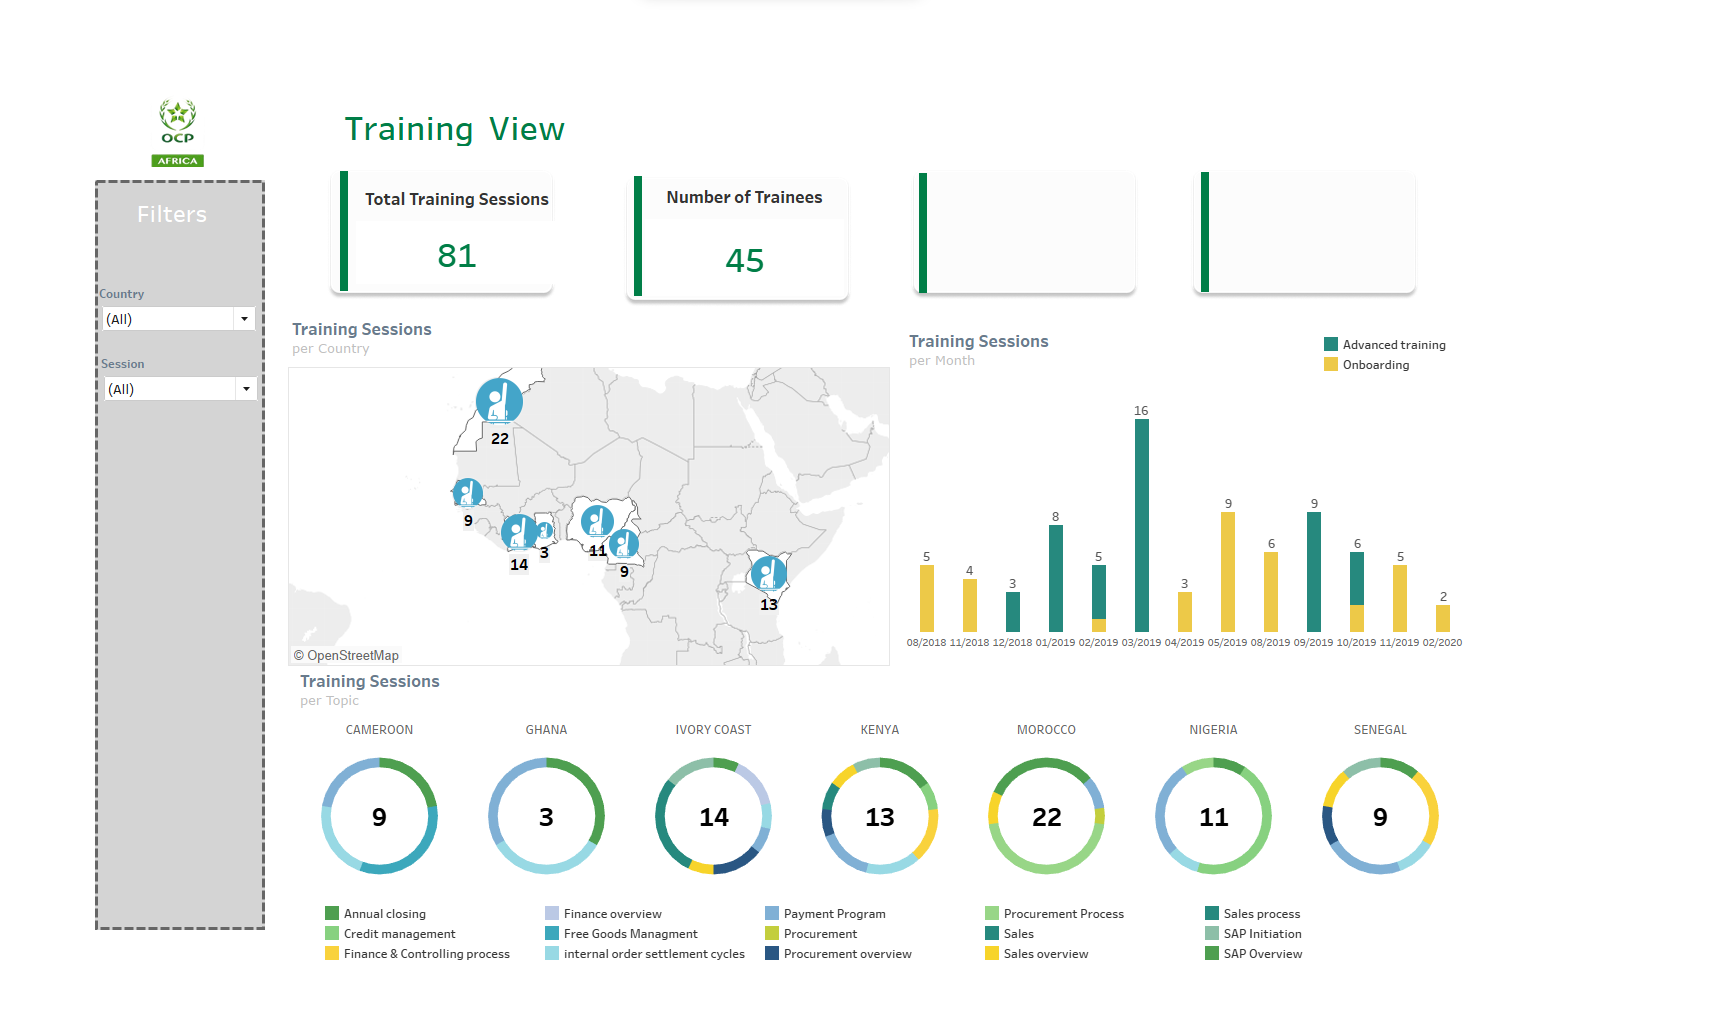 OCP
AFRICA
Training View
Filters
Country
(All)
Session
(All)
Total Training Sessions
81
Number of Trainees
45
Training Sessions
per Country
22
9
14
3
11
9
13
© OpenStreetMap
Training Sessions
per Month
Advanced training
Onboarding
5
4
3
8
5
16
3
9
6
9
6
5
2
08/2018 11/2018 12/2018 01/2019 02/2019 03/2019 04/2019 05/2019 08/2019 09/2019 10/2019 11/2019 02/2020
Training Sessions
per Topic
CAMEROON GHANA IVORY COAST KENYA MOROCCO NIGERIA SENEGAL
9 3 14 13 22 11 9
Annual closing Finance overview Payment Program Procurement Process Sales process
Credit management Free Goods Managment Procurement Sales SAP Initiation
Finance & Controlling process internal order settlement cycles Procurement overview Sales overview SAP Overview